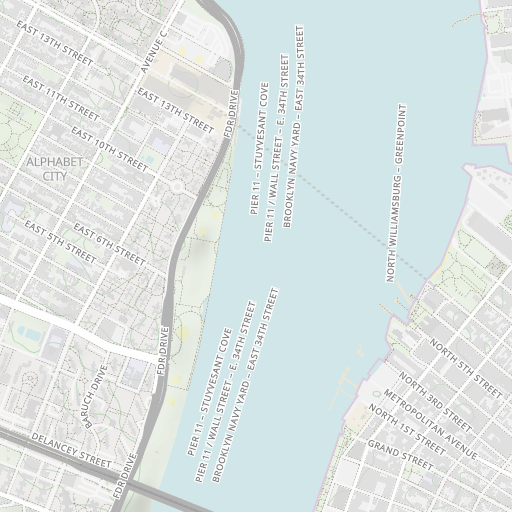 EAST 13TH STREET
AVENUE C
EAST 11TH STREET
EAST 13TH STREET
FDR DRIVE
EAST 10TH STREET
ALPHABET
CITY
EAST 6TH STREET
EAST 5TH STREET
PIER 11 – STUYVESANT COVE
PIER 11 / WALL STREET – E. 34TH STREET
BROOKLYN NAVY YARD – EAST 34TH STREET
NORTH WILLIAMSBURG – GREENPOINT
PIER 11 – STUYVESANT COVE
PIER 11 / WALL STREET – E. 34TH STREET
BROOKLYN NAVY YARD – EAST 34TH STREET
FDR DRIVE
BARUCH DRIVE
DELANCEY STREET
FDR DRIVE
NORTH 5TH STREET
NORTH 3RD STREET
METROPOLITAN AVENUE
NORTH 1ST STREET
GRAND STREET